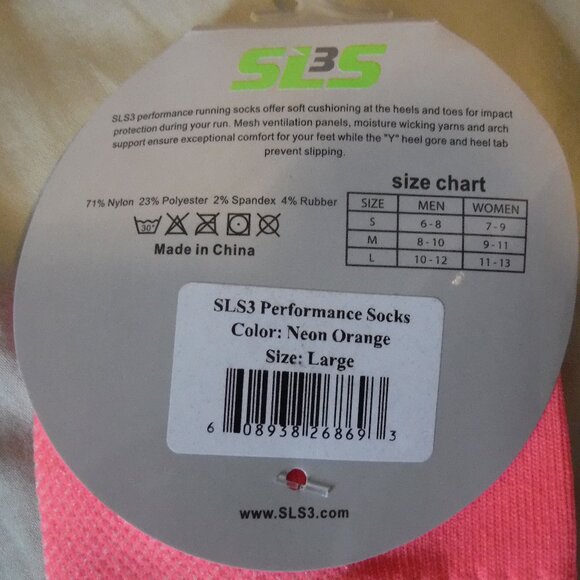 SL3S
SLS3 performance running socks offer soft cushioning at the heels and toes for impact
protection during your run. Mesh ventilation panels, moisture wicking yarns and arch
support ensure exceptional comfort for your feet while the "Y" heel gore and heel tab
prevent slipping.
71% Nylon 23% Polyester 2% Spandex 4% Rubber
30°
Made in China
size chart
SIZE MEN WOMEN
S 6 - 8 7 - 9
M 8 - 10 9 - 11
L 10 - 12 11 - 13
SLS3 Performance Socks
Color: Neon Orange
Size: Large
6 08938 26869 3
www.SLS3.com